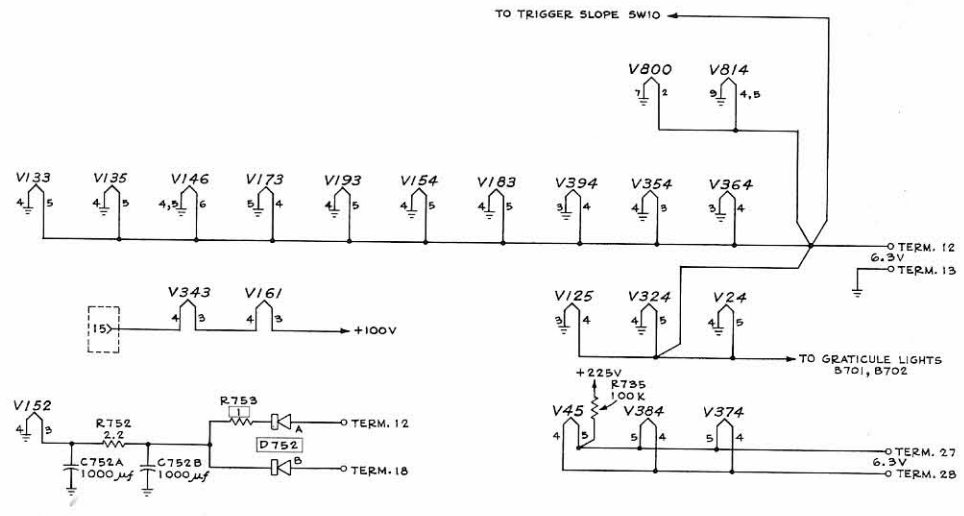 TO TRIGGER SLOPE SW10
V800 V814
7 2 9 4,5
V133 V135 V146 V173 V193 V154 V183 V394 V354 V364
4 5 4 5 4,5 6 5 4 4 5 4 5 4 5 3 4 4 3 3 4
TERM. 12
6.3V
TERM. 13
V343 V161 V125 V324 V24
15 4 3 4 3 +100V 3 4 4 5 4 5
TO GRATICULE LIGHTS
B701, B702
+225V
R735
100K
V152 R753 V45 V384 V374
4 3 R752 1 A TERM. 12 4 5 5 4 5 4
2.2 D752
C752A C752B B TERM. 18 TERM. 27
1000 μf 1000 μf 6.3V
TERM. 28